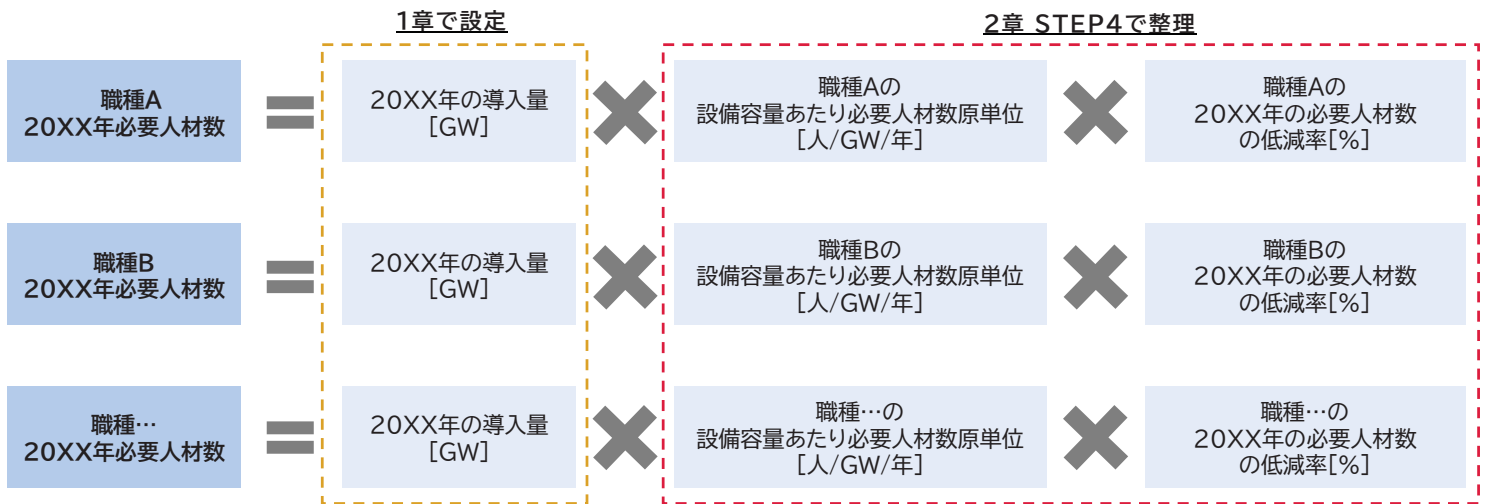 1章で設定
2章 STEP4で整理
職種A
20XX年必要人材数
20XX年の導入量
[GW]
職種Aの
設備容量あたり必要人材数原単位
[人/GW/年]
職種Aの
20XX年の必要人材数
の低減率[%]
職種B
20XX年必要人材数
20XX年の導入量
[GW]
職種Bの
設備容量あたり必要人材数原単位
[人/GW/年]
職種Bの
20XX年の必要人材数
の低減率[%]
職種…
20XX年必要人材数
20XX年の導入量
[GW]
職種…の
設備容量あたり必要人材数原単位
[人/GW/年]
職種…の
20XX年の必要人材数
の低減率[%]